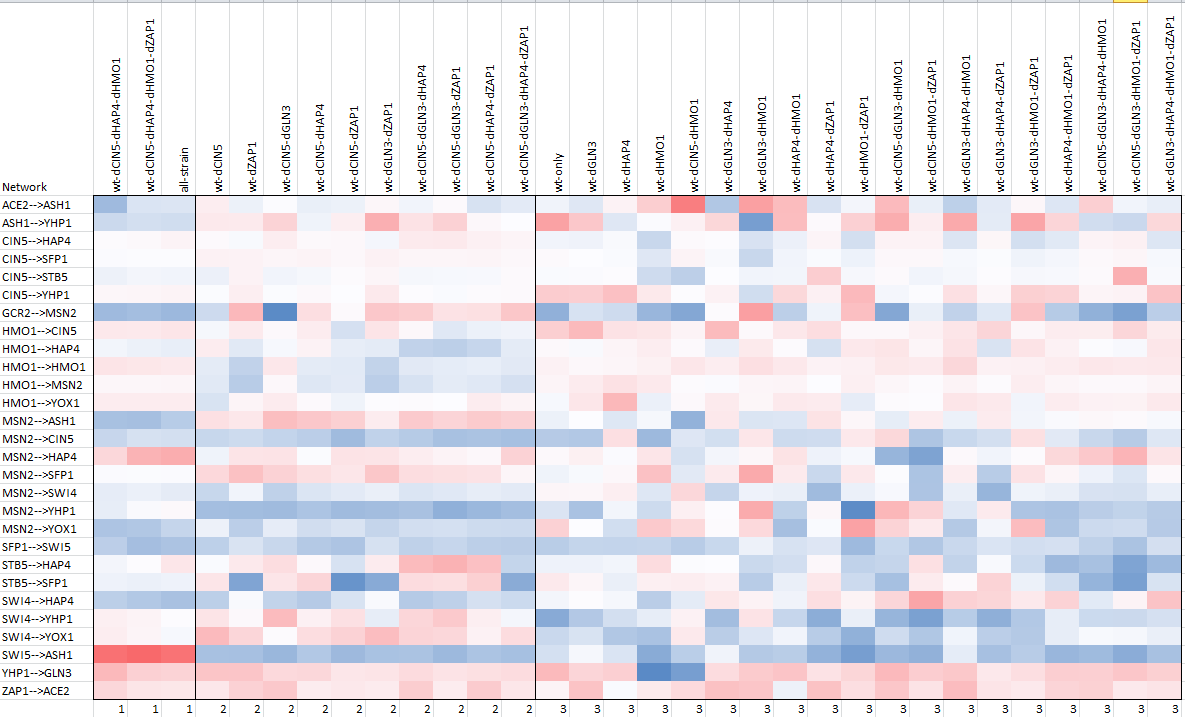 wt-dCIN5-dHAP4-dHMO1
wt-dCIN5-dHAP4-dHMO1-dZAP1
all-strain
wt-dCIN5
wt-dZAP1
wt-dCIN5-dGLN3
wt-dCIN5-dHAP4
wt-dCIN5-dZAP1
wt-dGLN3-dZAP1
wt-dCIN5-dGLN3-dHAP4
wt-dCIN5-dGLN3-dZAP1
wt-dCIN5-dHAP4-dZAP1
wt-dCIN5-dGLN3-dHAP4-dZAP1
wt-only
wt-dGLN3
wt-dHAP4
wt-dHMO1
wt-dCIN5-dHMO1
wt-dGLN3-dHAP4
wt-dGLN3-dHMO1
wt-dHAP4-dHMO1
wt-dHAP4-dZAP1
wt-dHMO1-dZAP1
wt-dCIN5-dGLN3-dHMO1
wt-dCIN5-dHMO1-dZAP1
wt-dGLN3-dHAP4-dHMO1
wt-dGLN3-dHAP4-dZAP1
wt-dGLN3-dHMO1-dZAP1
wt-dHAP4-dHMO1-dZAP1
wt-dCIN5-dGLN3-dHAP4-dHMO1
wt-dCIN5-dGLN3-dHMO1-dZAP1
wt-dGLN3-dHAP4-dHMO1-dZAP1
Network
ACE2-->ASH1
ASH1-->YHP1
CIN5-->HAP4
CIN5-->SFP1
CIN5-->STB5
CIN5-->YHP1
GCR2-->MSN2
HMO1-->CIN5
HMO1-->HAP4
HMO1-->HMO1
HMO1-->MSN2
HMO1-->YOX1
MSN2-->ASH1
MSN2-->CIN5
MSN2-->HAP4
MSN2-->SFP1
MSN2-->SWI4
MSN2-->YHP1
MSN2-->YOX1
SFP1-->SWI5
STB5-->HAP4
STB5-->SFP1
SWI4-->HAP4
SWI4-->YHP1
SWI4-->YOX1
SWI5-->ASH1
YHP1-->GLN3
ZAP1-->ACE2
1 1 1 2 2 2 2 2 2 2 2 2 2 3 3 3 3 3 3 3 3 3 3 3 3 3 3 3 3 3 3 3